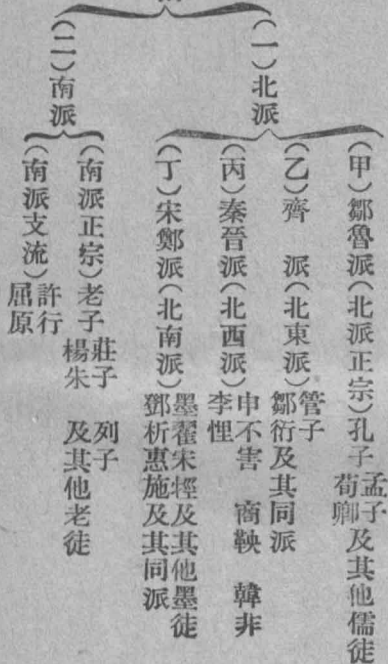 (一)北派
(甲)鄒魯派(北派正宗)孔子 孟子 荀卿 及其他儒徒
(乙)齊 派(北東派)管子 鄒衍及其同派
(丙)秦晉派(北西派)申不害 商鞅 韓非 李悝
(丁)宋鄭派(北南派)墨翟宋牼及其他墨徒 鄧析惠施及其同派
(二)南派
(南派正宗)老子 莊子 列子 楊朱 及其他老徒
(南派支流)許行 屈原